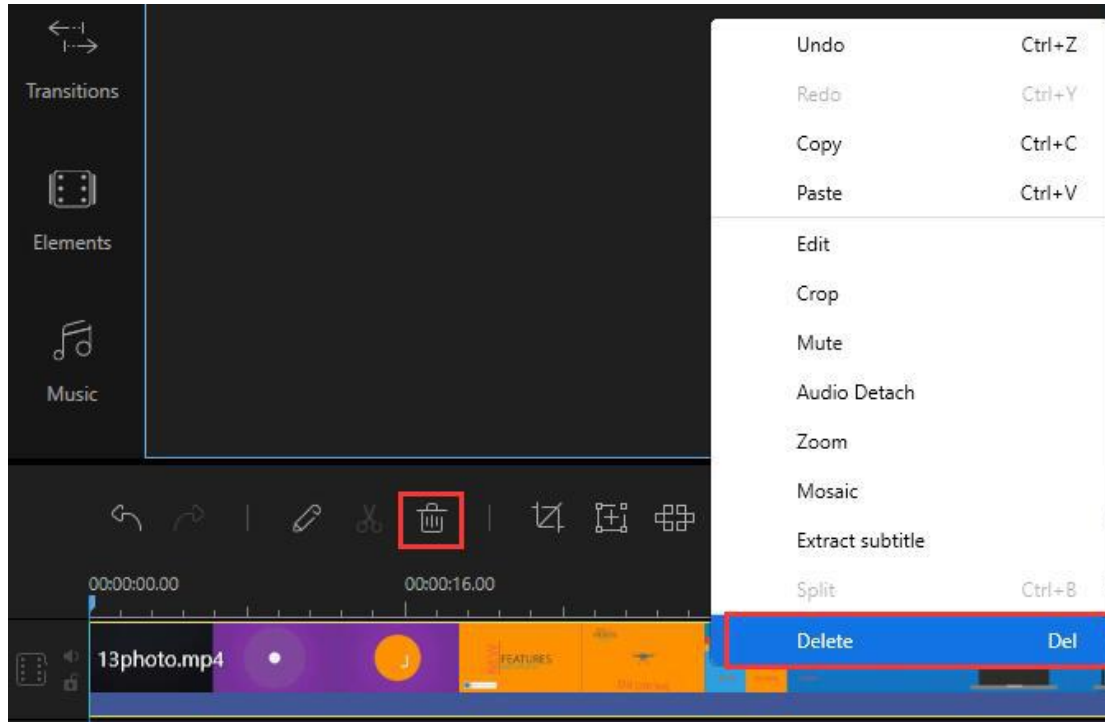 Transitions
Elements
Music
Undo Ctrl+Z
Redo Ctrl+Y
Copy Ctrl+C
Paste Ctrl+V
Edit
Crop
Mute
Audio Detach
Zoom
Mosaic
Extract subtitle
Split Ctrl+B
Delete Del
00:00:00.00 00:00:16.00
13photo.mp4
J
NEW
FEATURES